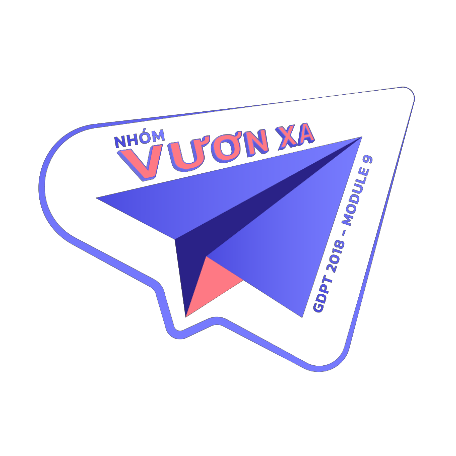 NHÓM
VƯƠN XA
GDPT 2018 - MODULE 9